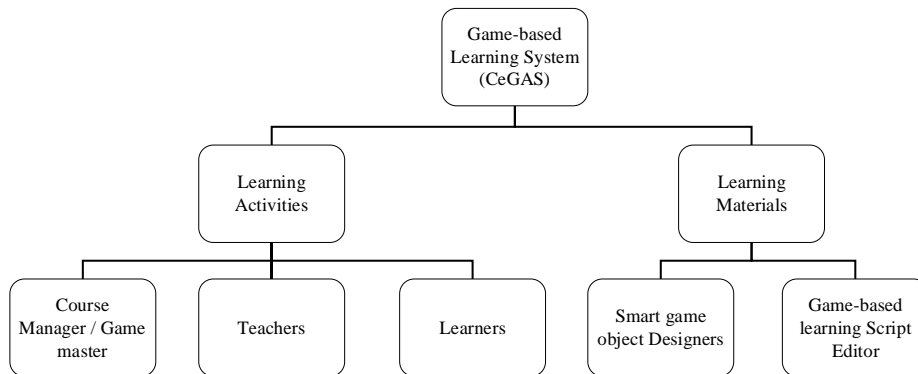 Game-based
Learning System
(CeGAS)
Learning
Activities
Learning
Materials
Course
Manager / Game
master
Teachers
Learners
Smart game
object Designers
Game-based
learning Script
Editor